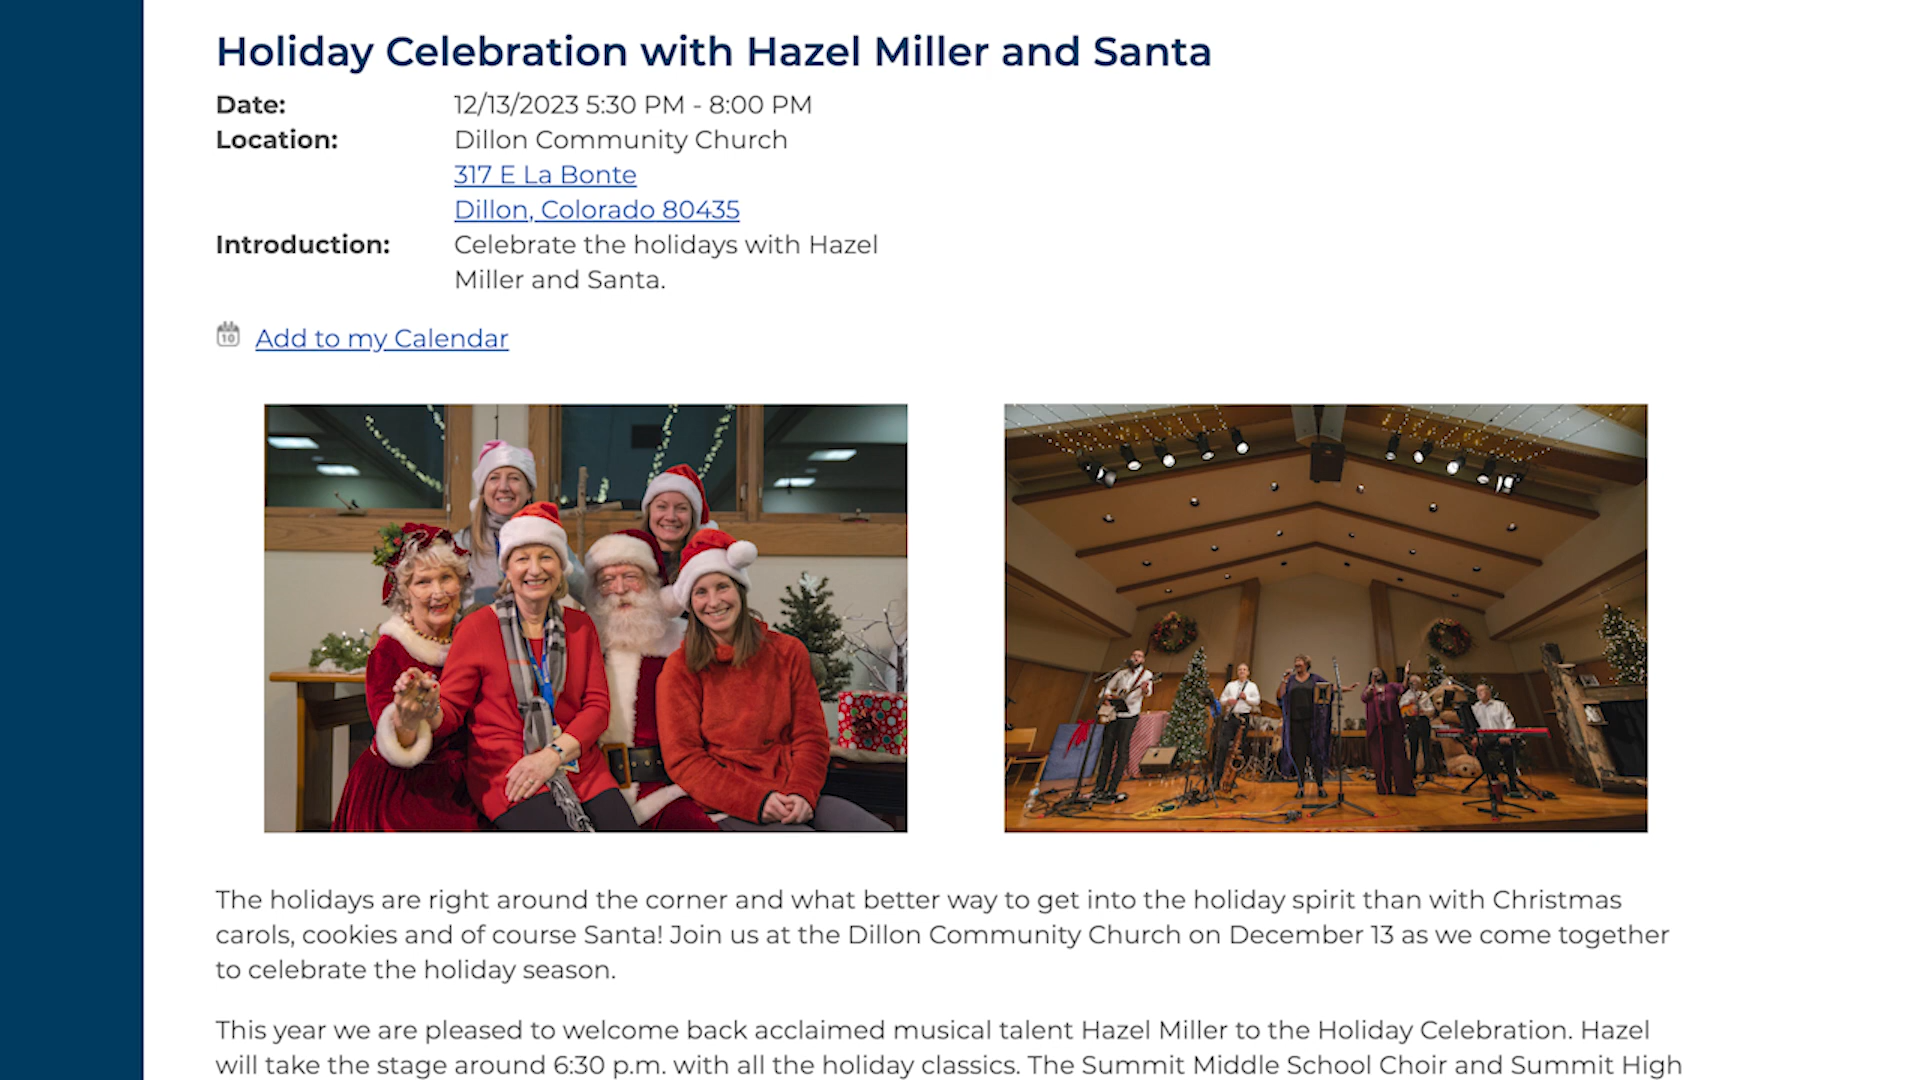 Holiday Celebration with Hazel Miller and Santa
Date: 12/13/2023 5:30 PM - 8:00 PM
Location: Dillon Community Church
317 E La Bonte
Dillon, Colorado 80435
Introduction: Celebrate the holidays with Hazel
Miller and Santa.
10 Add to my Calendar
The holidays are right around the corner and what better way to get into the holiday spirit than with Christmas
carols, cookies and of course Santa! Join us at the Dillon Community Church on December 13 as we come together
to celebrate the holiday season.
This year we are pleased to welcome back acclaimed musical talent Hazel Miller to the Holiday Celebration. Hazel
will take the stage around 6:30 p.m. with all the holiday classics. The Summit Middle School Choir and Summit High